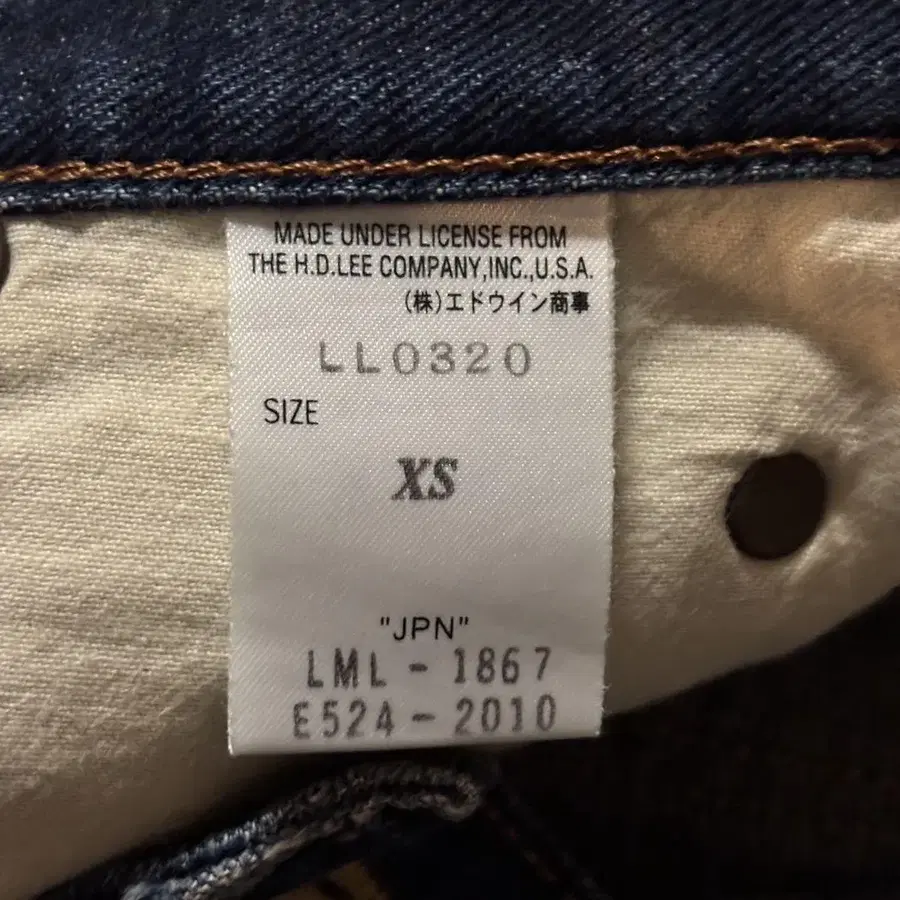 MADE UNDER LICENSE FROM
THE H.D.LEE COMPANY,INC.,U.S.A.
(株)エドウイン商事
LL0320
SIZE
XS
"JPN"
LML - 1867
E524 - 2010